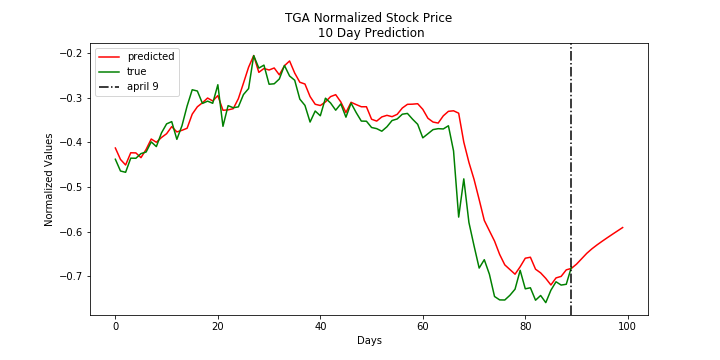 TGA Normalized Stock Price
10 Day Prediction
predicted
true
april 9
Normalized Values
−0.2
−0.3
−0.4
−0.5
−0.6
−0.7
0
20
40
60
80
100
Days